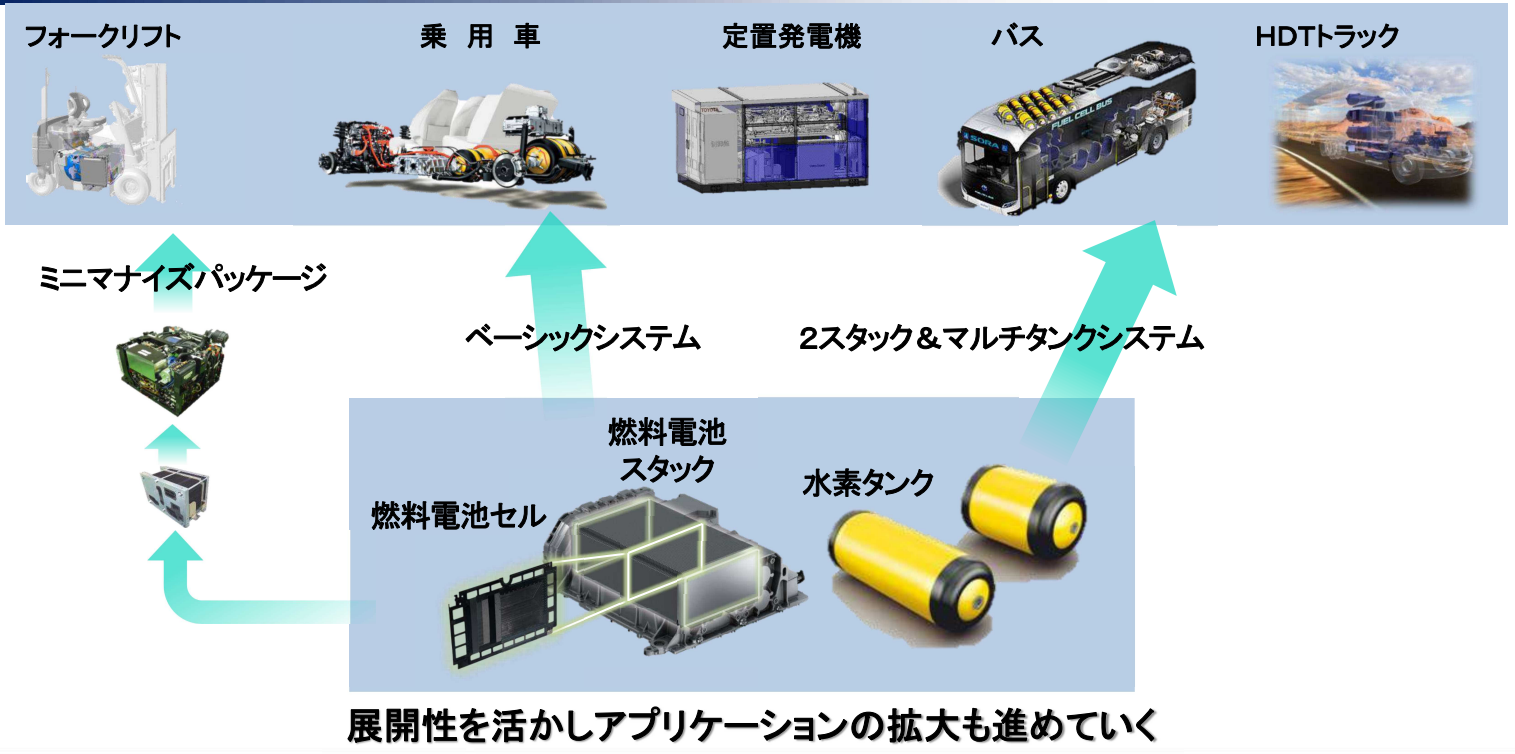 フォークリフト
乗 用 車
定置発電機
バス
HDTトラック
TOYOTA
FUEL CELL BUS
SORA
ミニマナイズパッケージ
ベーシックシステム
2スタック&マルチタンクシステム
燃料電池
スタック
燃料電池セル
水素タンク
展開性を活かしアプリケーションの拡大も進めていく